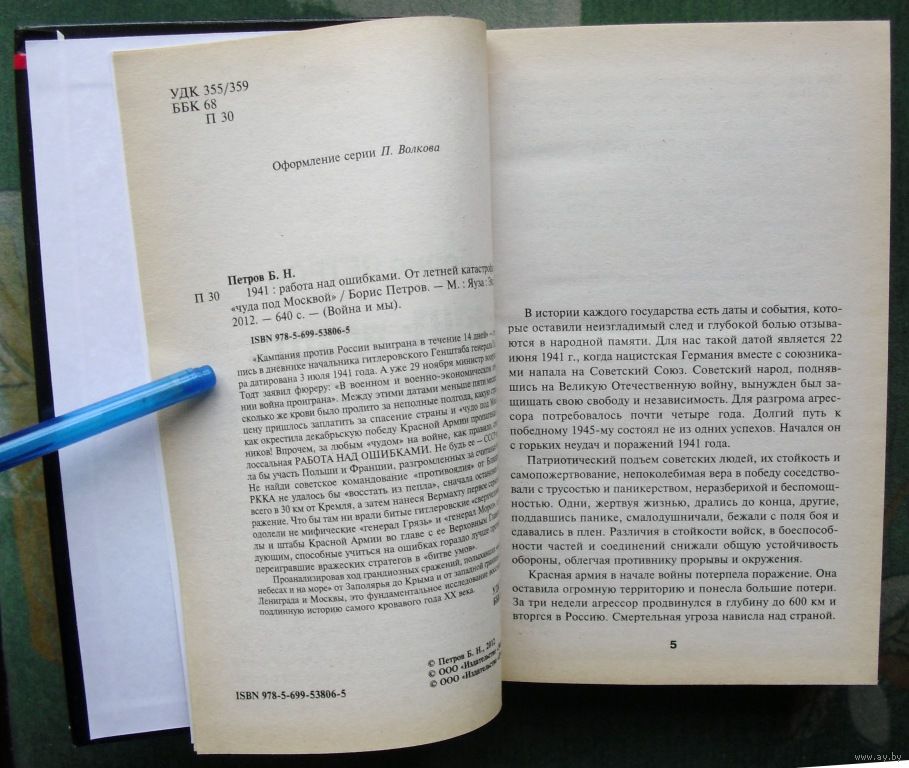 УДК 355/359
ББК 68
П 30
Оформление серии П. Волкова
Петров Б. Н.
П 30 1941 : работа над ошибками. От летней катастроф
«чуда под Москвой» / Борис Петров. — М. : Яуза :
2012. — 640 с. — (Война и мы).
ISBN 978-5-699-53806-5
«Кампания против России выиграна в течение 14 дней» –
пись в дневнике начальника гитлеровского Генштаба генерала
ра датирована 3 июля 1941 года. А уже 29 ноября министр
Тодт заявил фюреру: «В военном и военно-экономическом
нии война проиграна». Между этими датами меньше пяти
сколько же крови было пролито за неполные полгода, какую
цену пришлось заплатить за спасение страны и «чудо под
как окрестила декабрьскую победу Красной Армии
ников! Впрочем, за любым «чудом» на войне, как правило,
лоссальная РАБОТА НАД ОШИБКАМИ. Не будь ее — СССР
ла бы участь Польши и Франции, разгромленных за
Не найди советское командование «противоядия» от
РККА не удалось бы «восстать из пепла», сначала
всего в 30 км от Кремля, а затем нанеся Вермахту первое
ражение. Что бы там ни врали битые гитлеровские
одолели не мифические «генерал Грязь» и «генерал Мороз»
лы и штабы Красной Армии во главе с ее Верховным
дующим, способные учиться на ошибках гораздо лучше
переигравшие вражеских стратегов в «битве умов».
Проанализировав ход грандиозных сражений,
небесах и на море» от Заполярья до Крыма и от западной
Ленинграда и Москвы, это фундаментальное исследование
подлинную историю самого кровавого года XX века.
© Петров Б. Н., 2012
© ООО «Издательство
© ООО «Издательство
ISBN 978-5-699-53806-5
В истории каждого государства есть даты и события, кото-
рые оставили неизгладимый след и глубокой болью отзыва-
ются в народной памяти. Для нас такой датой является 22
июня 1941 г., когда нацистская Германия вместе с союзника-
ми напала на Советский Союз. Советский народ, подняв-
шись на Великую Отечественную войну, вынужден был за-
щищать свою свободу и независимость. Для разгрома агрес-
сора потребовалось почти четыре года. Долгий путь к
победному 1945-му состоял не из одних успехов. Начался он
с горьких неудач и поражений 1941 года.
Патриотический подъем советских людей, их стойкость и
самопожертвование, непоколебимая вера в победу соседство-
вали с трусостью и паникерством, неразберихой и беспомощ-
ностью. Одни, жертвуя жизнью, дрались до конца, другие,
поддавшись панике, смалодушничали, бежали с поля боя и
сдавались в плен. Различия в стойкости войск, в боеспособ-
ности частей и соединений снижали общую устойчивость
обороны, облегчая противнику прорывы и окружения.
Красная армия в начале войны потерпела поражение. Она
оставила огромную территорию и понесла большие потери.
За три недели агрессор продвинулся в глубину до 600 км и
вторгся в Россию. Смертельная угроза нависла над страной.
5
www.ay.by